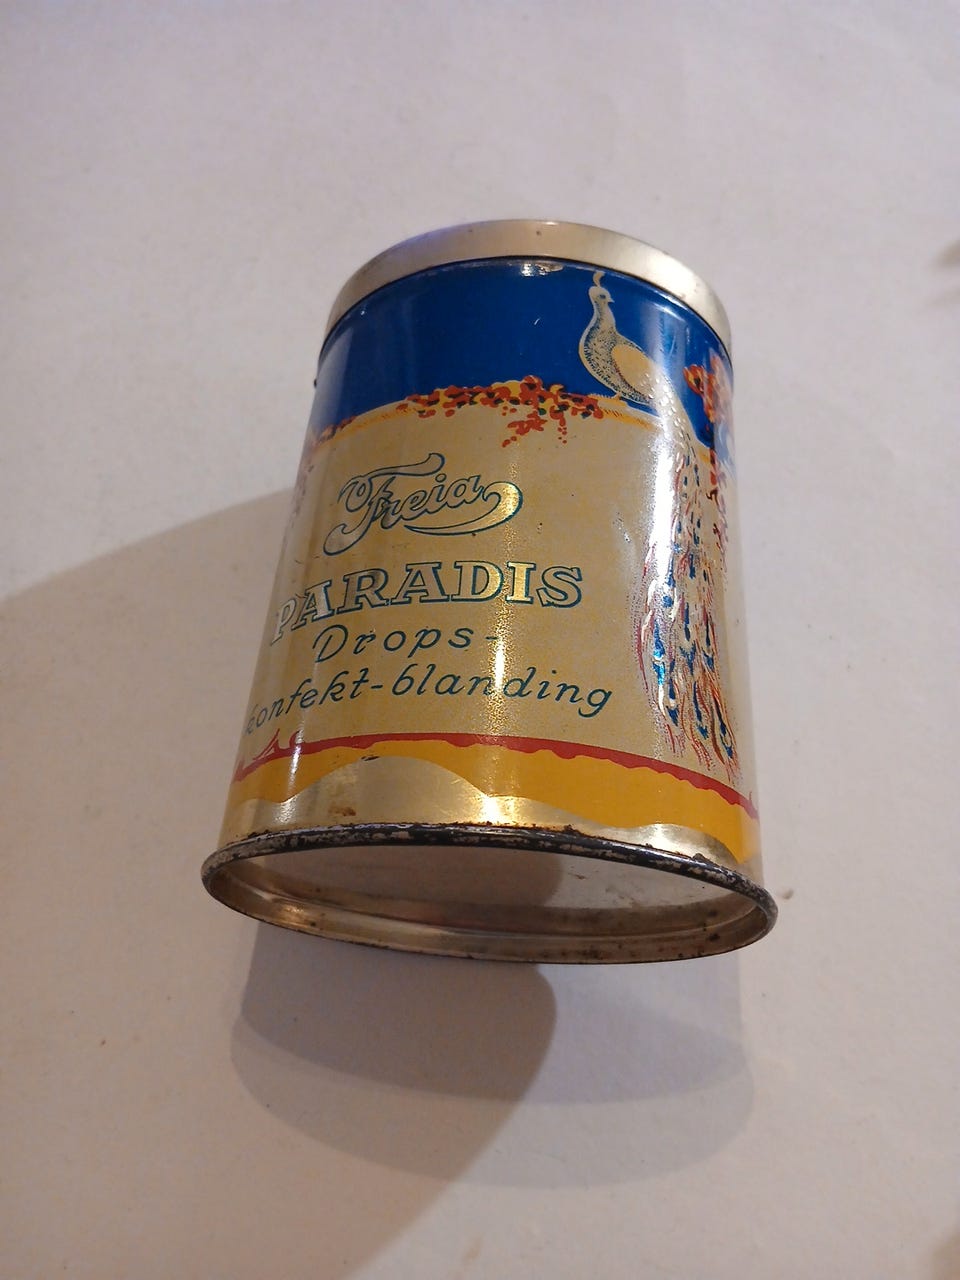 Freia
PARADIS
Drops-
konfekt-blanding